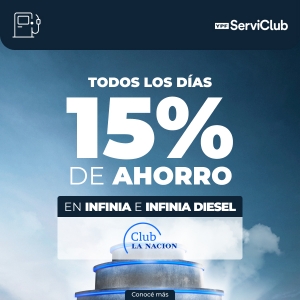 YPF ServiClub
TODOS LOS DÍAS
15%
DE AHORRO
EN INFINIA E INFINIA DIESEL
Club
LA NACION
Conocé más